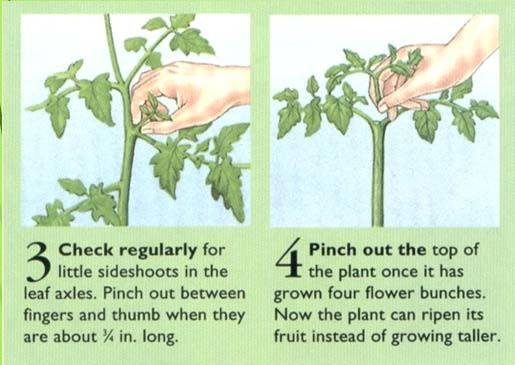 3 Check regularly for
little sideshoots in the
leaf axles. Pinch out between
fingers and thumb when they
are about ¾ in. long.
4 Pinch out the top of
the plant once it has
grown four flower bunches.
Now the plant can ripen its
fruit instead of growing taller.